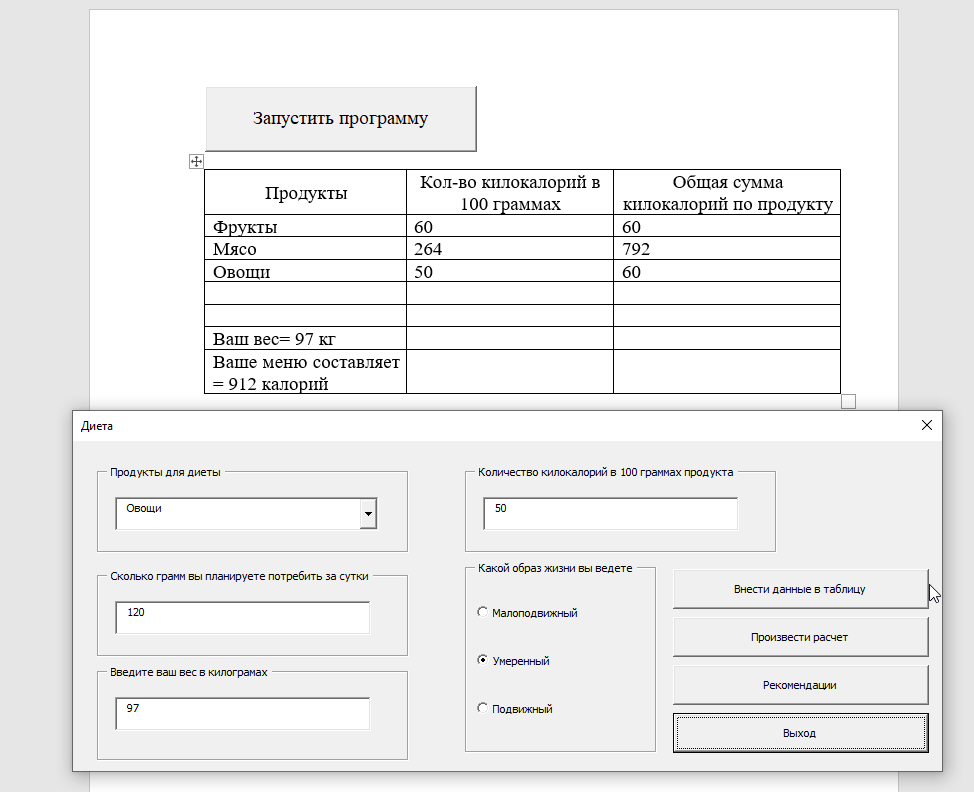 Запустить программу
Продукты
Кол-во килокалорий в
100 граммах
Общая сумма
килокалорий по продукту
Фрукты 60 60
Мясо 264 792
Овощи 50 60
Ваш вес= 97 кг
Ваше меню составляет
= 912 калорий
Диета
Продукты для диеты
Овощи
Количество килокалорий в 100 граммах продукта
50
Сколько грамм вы планируете потребить за сутки
120
Введите ваш вес в килограмах
97
Какой образ жизни вы ведете
Малоподвижный
Умеренный
Подвижный
Внести данные в таблицу
Произвести расчет
Рекомендации
Выход